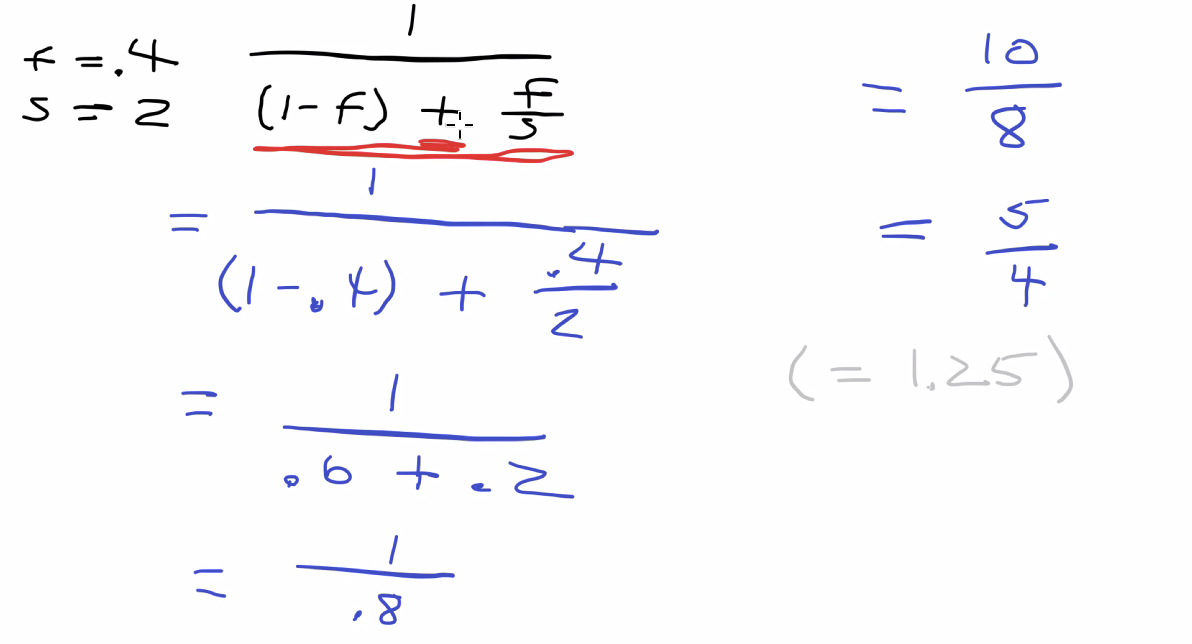 f = .4
s = 2
1 / ((1 - f) + f/s)
= 1 / ((1 - .4) + .4/2)
= 1 / (.6 + .2)
= 1 / .8
= 10/8
= 5/4
(= 1.25)